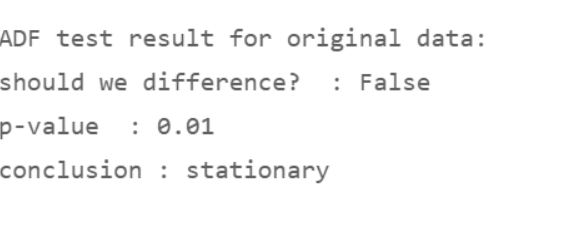 ADF test result for original data:
should we difference?  : False
p-value  : 0.01
conclusion : stationary